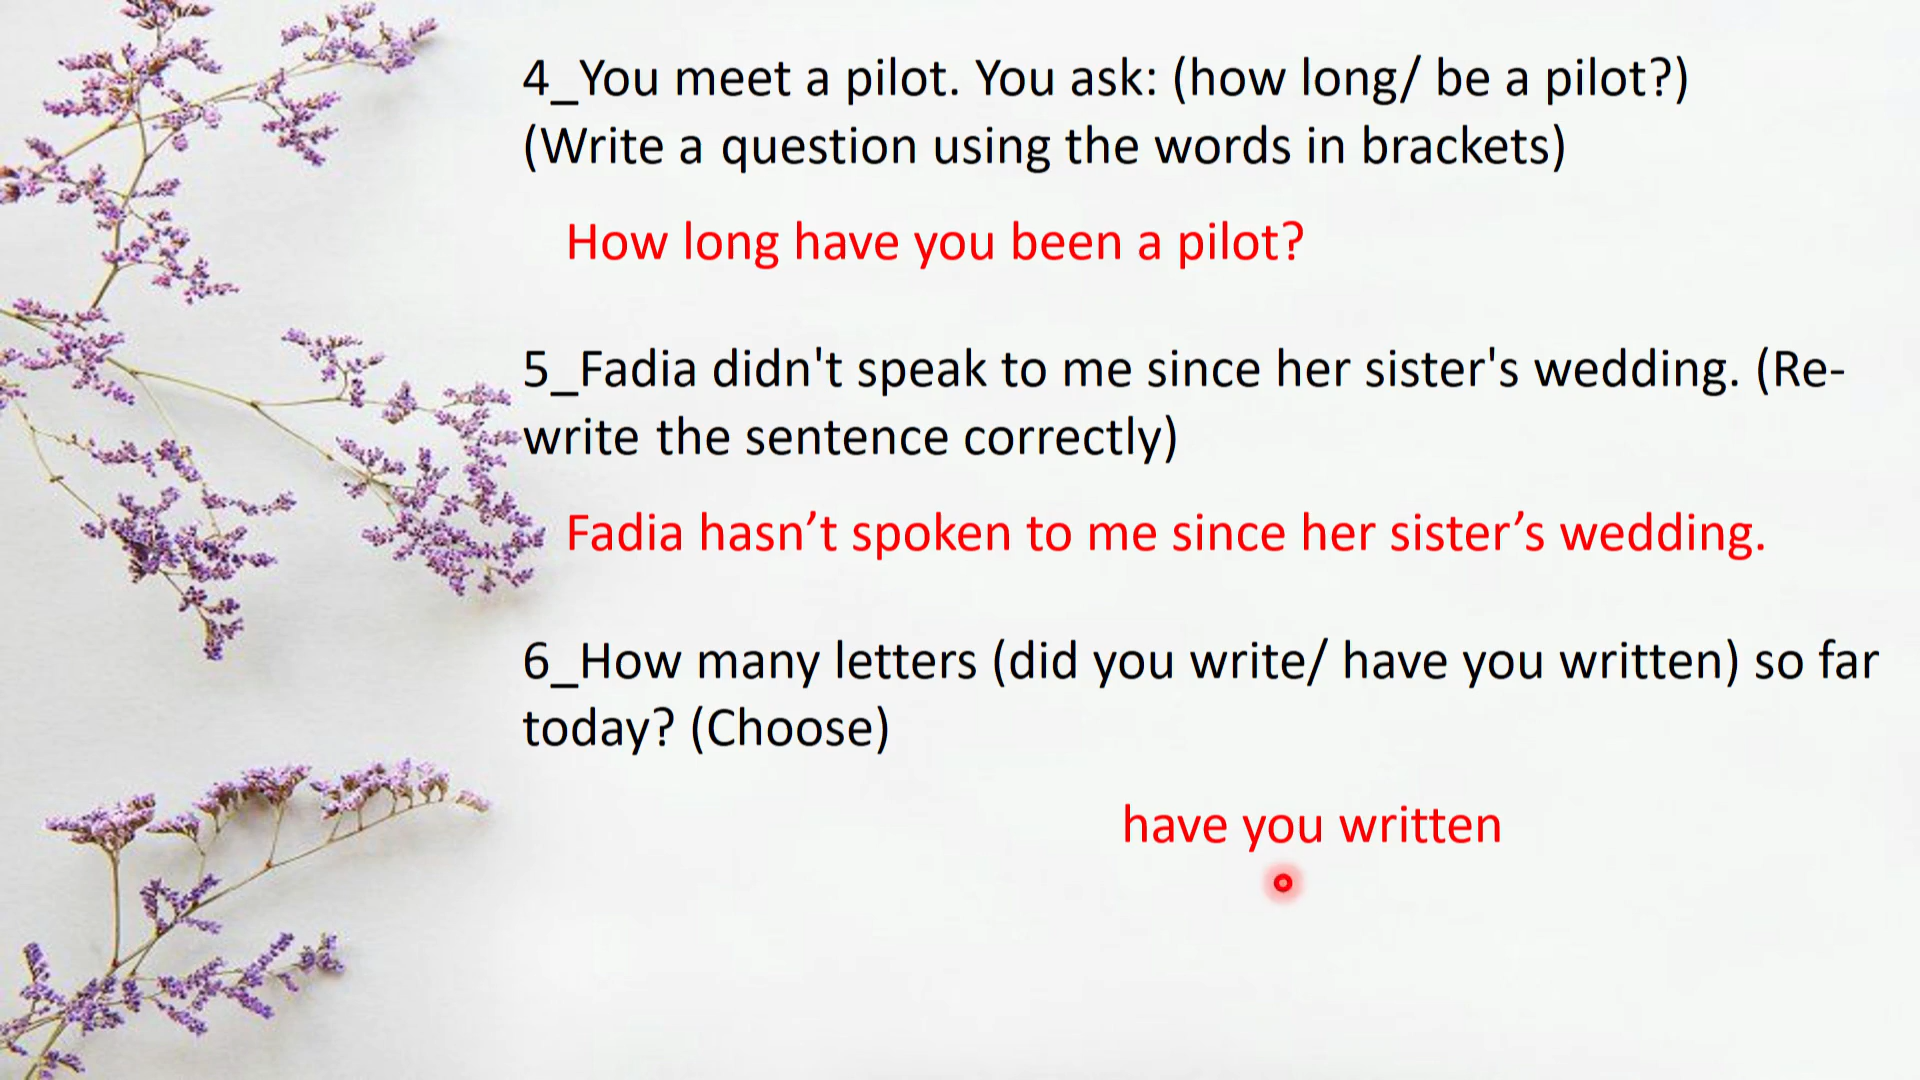 4_You meet a pilot. You ask: (how long/ be a pilot?)
(Write a question using the words in brackets)
How long have you been a pilot?
5_Fadia didn't speak to me since her sister's wedding. (Re-
write the sentence correctly)
Fadia hasn’t spoken to me since her sister’s wedding.
6_How many letters (did you write/ have you written) so far
today? (Choose)
have you written